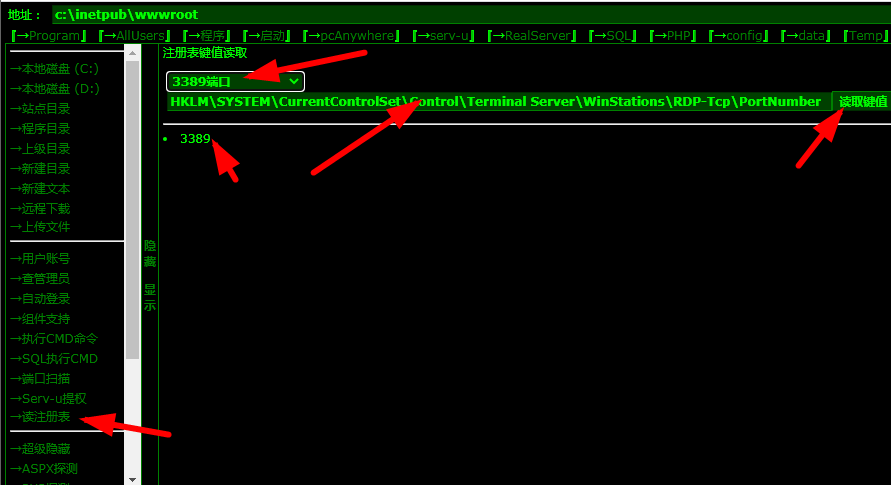 地址： c:\inetpub\wwwroot
『→Program』 『→AllUsers』 『→程序』 『→启动』 『→pcAnywhere』 『→serv-u』 『→RealServer』 『→SQL』 『→PHP』 『→config』 『→data』 『Temp』
→本地磁盘 (C:)
→本地磁盘 (D:)
→站点目录
→程序目录
→上级目录
→新建目录
→新建文本
→远程下载
→上传文件
→用户账号
→查管理员
→自动登录
→组件支持
→执行CMD命令
→SQL执行CMD
→端口扫描
→Serv-u提权
→读注册表
→超级隐藏
→ASPX探测
隐藏
显示
注册表键值读取
3389端口
HKLM\SYSTEM\CurrentControlSet\Control\Terminal Server\WinStations\RDP-Tcp\PortNumber 读取键值
• 3389